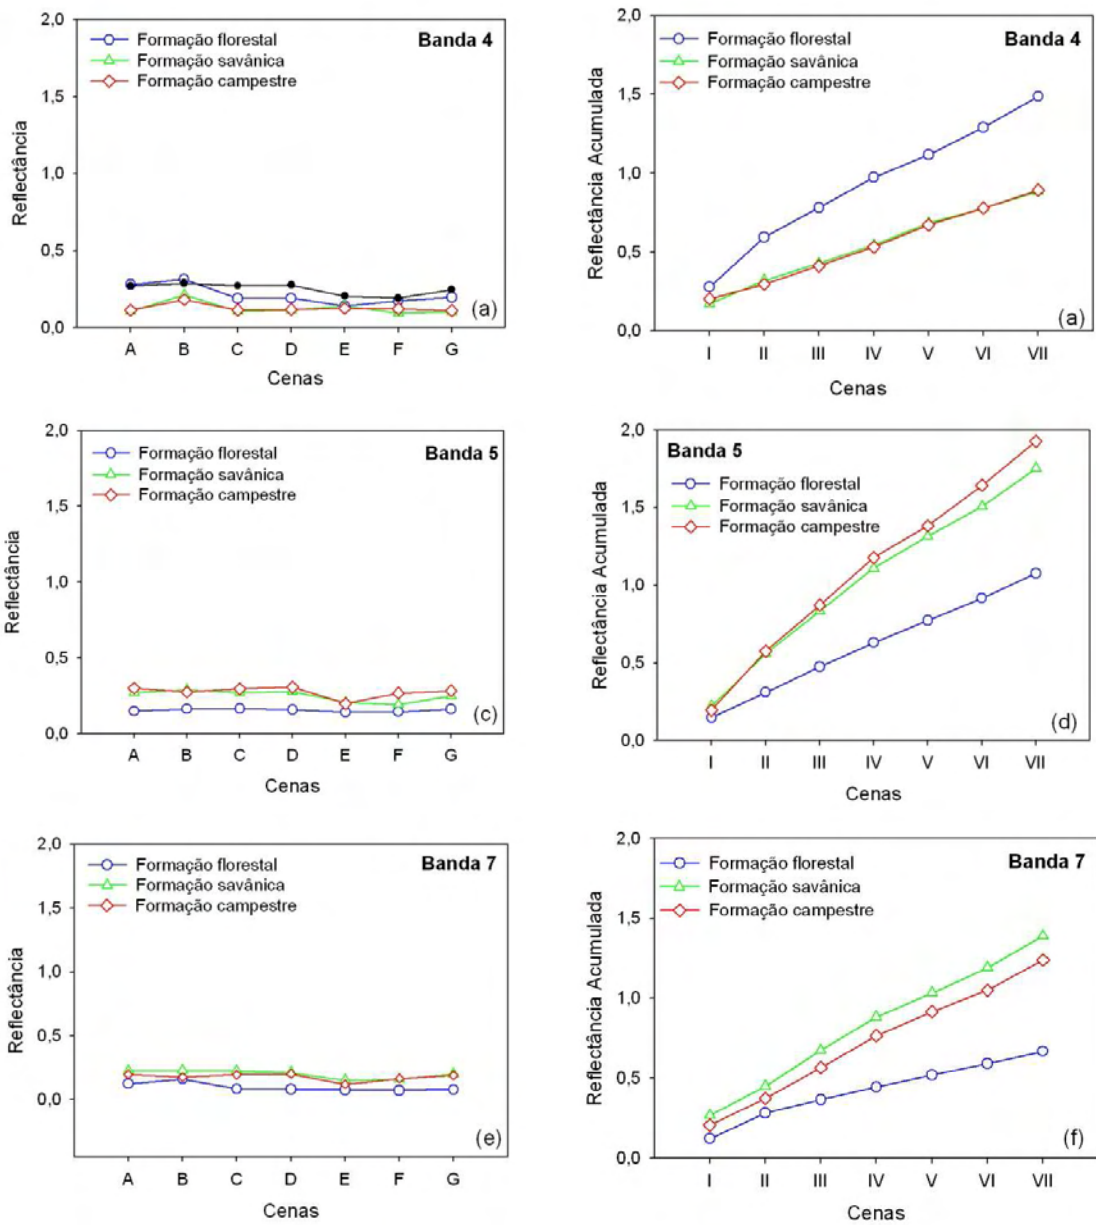 2,0
1,5
1,0
0,5
0,0
Reflectância
Formação florestal
Formação savânica
Formação campestre
Banda 4
(a)
A B C D E F G
Cenas
2,0
1,5
1,0
0,5
0,0
Reflectância Acumulada
Formação florestal
Formação savânica
Formação campestre
Banda 4
(a)
I II III IV V VI VII
Cenas
2,0
1,5
1,0
0,5
0,0
Reflectância
Formação florestal
Formação savânica
Formação campestre
Banda 5
(c)
A B C D E F G
Cenas
2,0
1,5
1,0
0,5
0,0
Reflectância Acumulada
Banda 5
Formação florestal
Formação savânica
Formação campestre
(d)
I II III IV V VI VII
Cenas
2,0
1,5
1,0
0,5
0,0
Reflectância
Formação florestal
Formação savânica
Formação campestre
Banda 7
(e)
A B C D E F G
Cenas
2,0
1,5
1,0
0,5
0,0
Reflectância Acumulada
Formação florestal
Formação savânica
Formação campestre
Banda 7
(f)
I II III IV V VI VII
Cenas